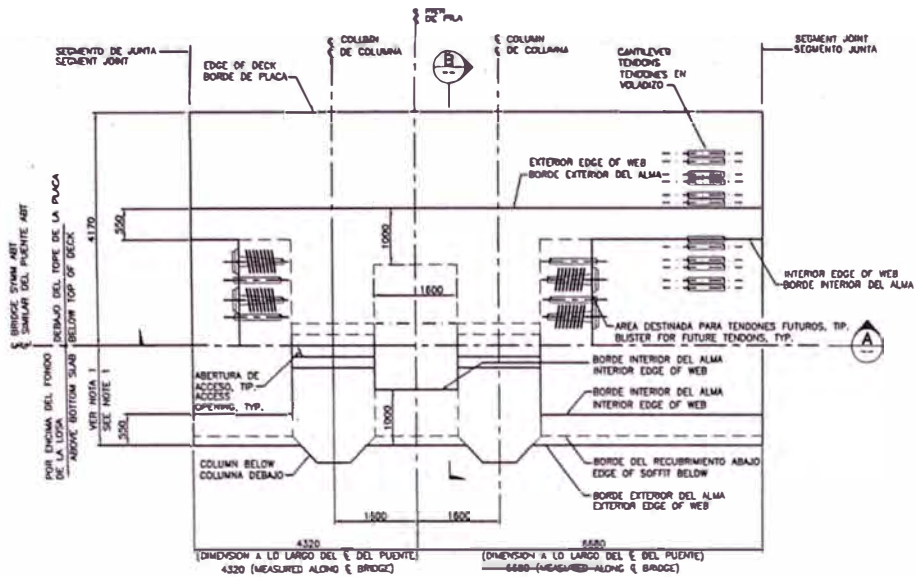 ℄ PIER
DE PILA
℄ COLUMN
DE COLUMNA
℄ COLUMN
DE COLUMNA
SEGMENTO DE JUNTA
SEGMENT JOINT
EDGE OF DECK
BORDE DE PLACA
B
CANTILEVER
TENDONS
TENDONES EN
VOLADIZO
SEGMENT JOINT
SEGMENTO JUNTA
EXTERIOR EDGE OF WEB
BORDE EXTERIOR DEL ALMA
550
4170
1000
1600
INTERIOR EDGE OF WEB
BORDE INTERIOR DEL ALMA
℄ BRIDGE SYMM ABT
SIMILAR DEL PUENTE ABT
DEBAJO DEL TOPE DE LA PLACA
BELOW TOP OF DECK
AREA DESTINADA PARA TENDONES FUTUROS, TIP.
BLISTER FOR FUTURE TENDONS, TYP.
A
ABERTURA DE
ACCESO, TIP.
ACCESS
OPENING, TYP.
BORDE INTERIOR DEL ALMA
INTERIOR EDGE OF WEB
BORDE INTERIOR DEL ALMA
INTERIOR EDGE OF WEB
POR ENCIMA DEL FONDO
DE LA LOSA
ABOVE BOTTOM SLAB
VER NOTA 1
SEE NOTE 1
550
1000
COLUMN BELOW
COLUMNA DEBAJO
BORDE DEL RECUBRIMIENTO ABAJO
EDGE OF SOFFIT BELOW
BORDE EXTERIOR DEL ALMA
EXTERIOR EDGE OF WEB
1600
4320
6680
(DIMENSION A LO LARGO DEL ℄ DEL PUENTE)
4320 (MEASURED ALONG ℄ BRIDGE)
(DIMENSION A LO LARGO DEL ℄ DEL PUENTE)
6680 (MEASURED ALONG ℄ BRIDGE)